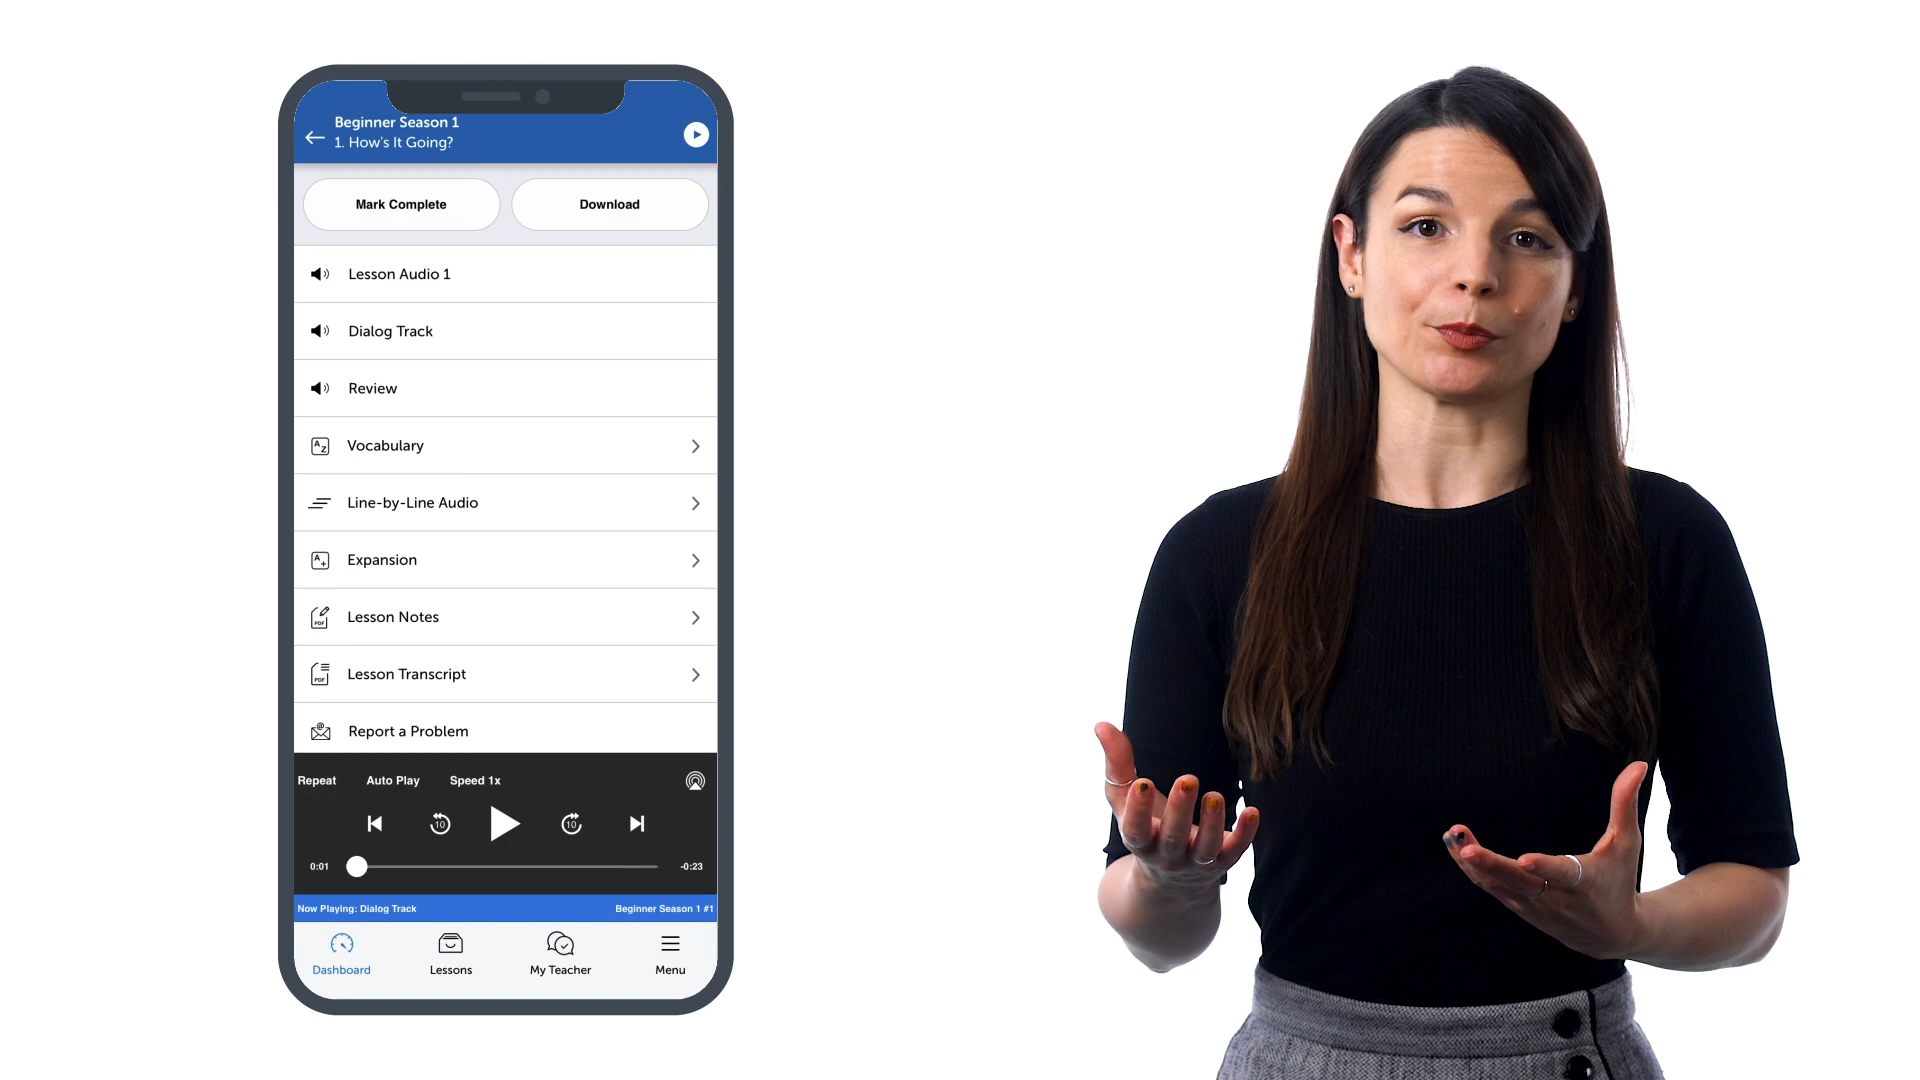 Beginner Season 1
1. How's It Going?
Mark Complete
Download
Lesson Audio 1
Dialog Track
Review
Vocabulary
Line-by-Line Audio
Expansion
Lesson Notes
Lesson Transcript
Report a Problem
Repeat Auto Play Speed 1x
10 10
0:01 -0:23
Now Playing: Dialog Track Beginner Season 1 #1
Dashboard Lessons My Teacher Menu